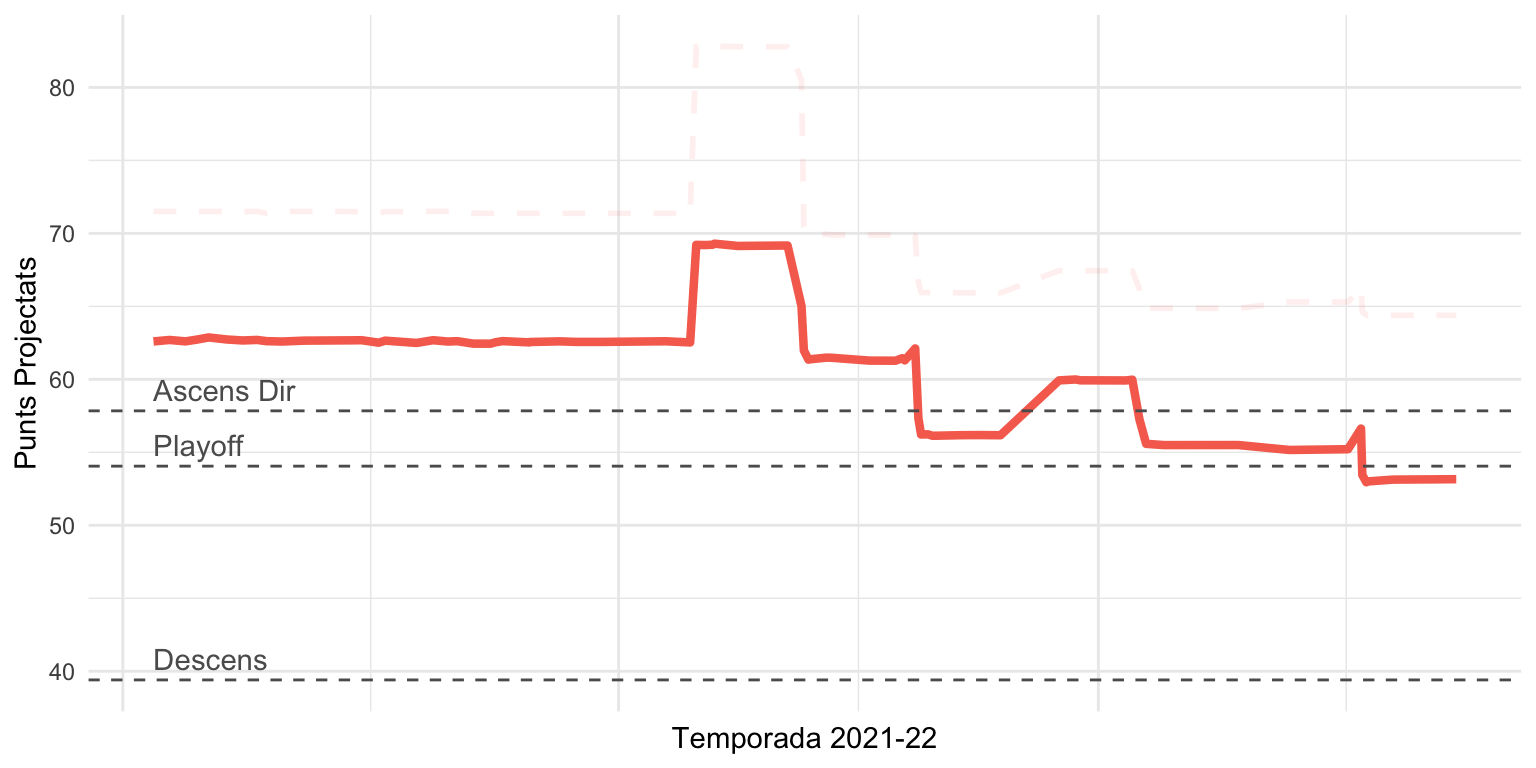 Punts Projectats
80
70
60
50
40
Ascens Dir
Playoff
Descens
Temporada 2021-22